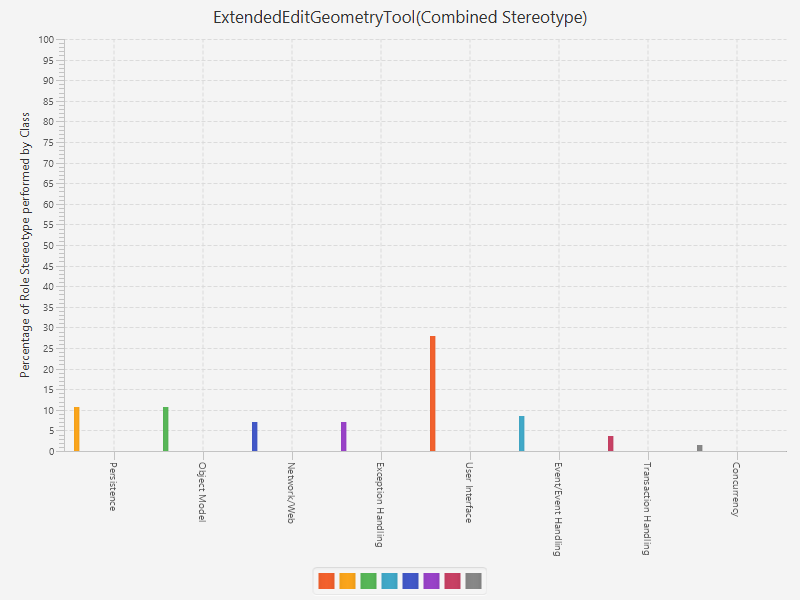 ExtendedEditGeometryTool(Combined Stereotype)
Percentage of Role Stereotype performed by Class
100
95
90
85
80
75
70
65
60
55
50
45
40
35
30
25
20
15
10
5
0
Persistence
Object Model
Network/Web
Exception Handling
User Interface
Event/Event Handling
Transaction Handling
Concurrency